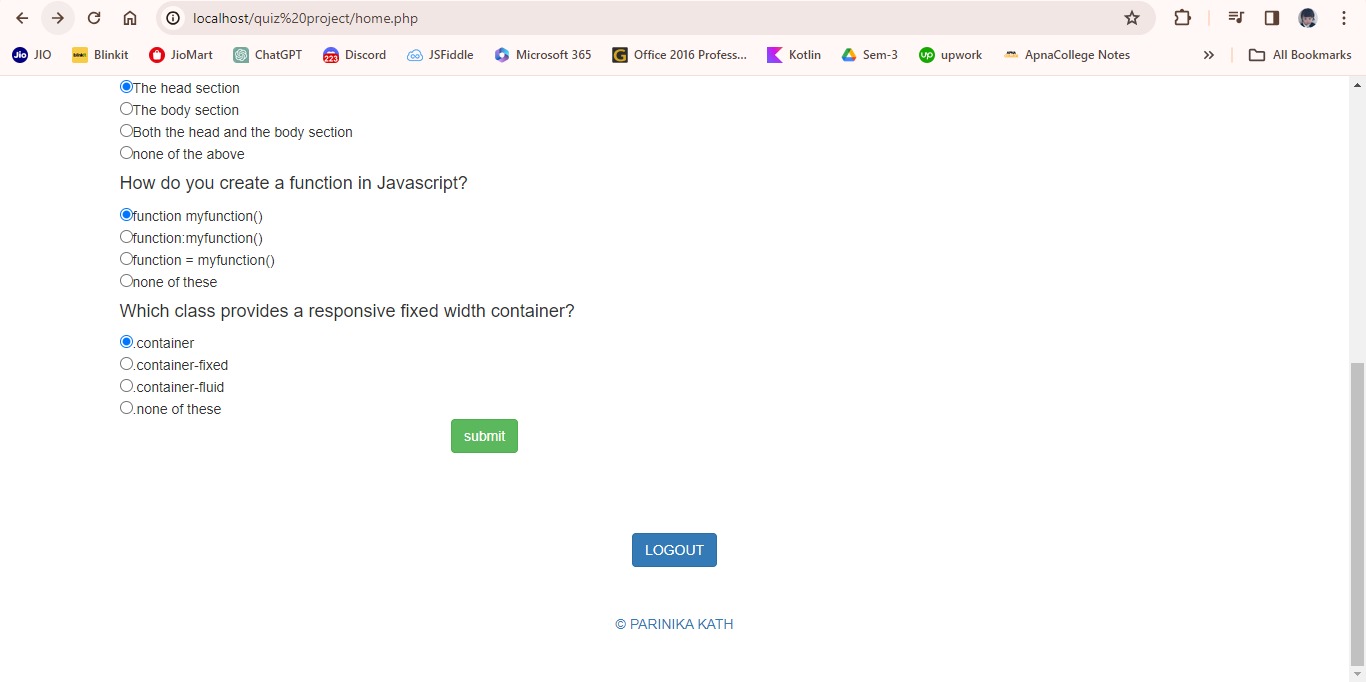 localhost/quiz%20project/home.php
Jio JIO blinkit Blinkit JioMart ChatGPT 223 Discord JSFiddle Microsoft 365 G Office 2016 Profess... Kotlin Sem-3 up upwork ApnaCollege Notes » All Bookmarks
The head section
The body section
Both the head and the body section
none of the above
How do you create a function in Javascript?
function myfunction()
function:myfunction()
function = myfunction()
none of these
Which class provides a responsive fixed width container?
.container
.container-fixed
.container-fluid
.none of these
submit
LOGOUT
© PARINIKA KATH